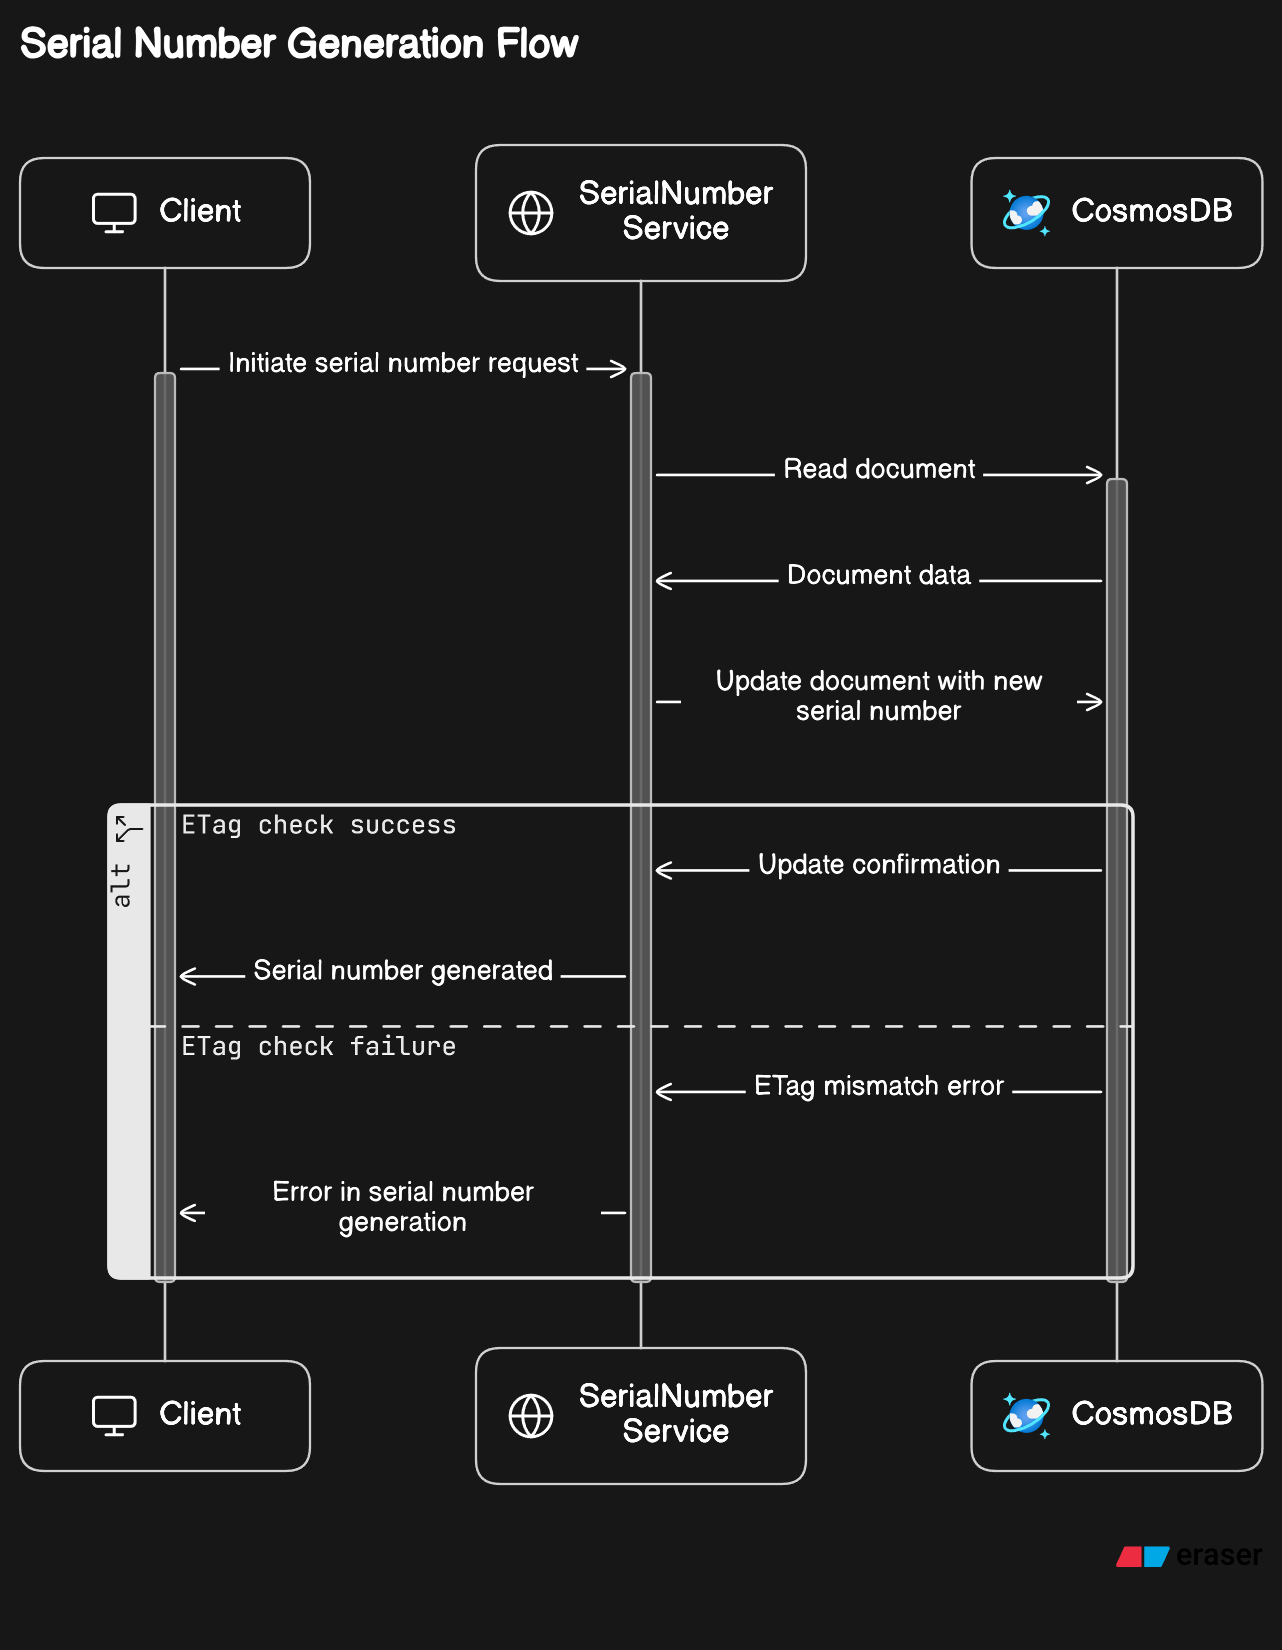 Serial Number Generation Flow
Client
SerialNumber
Service
CosmosDB
Initiate serial number request
Read document
Document data
Update document with new
serial number
alt
ETag check success
Update confirmation
Serial number generated
ETag check failure
ETag mismatch error
Error in serial number
generation
Client
SerialNumber
Service
CosmosDB
eraser